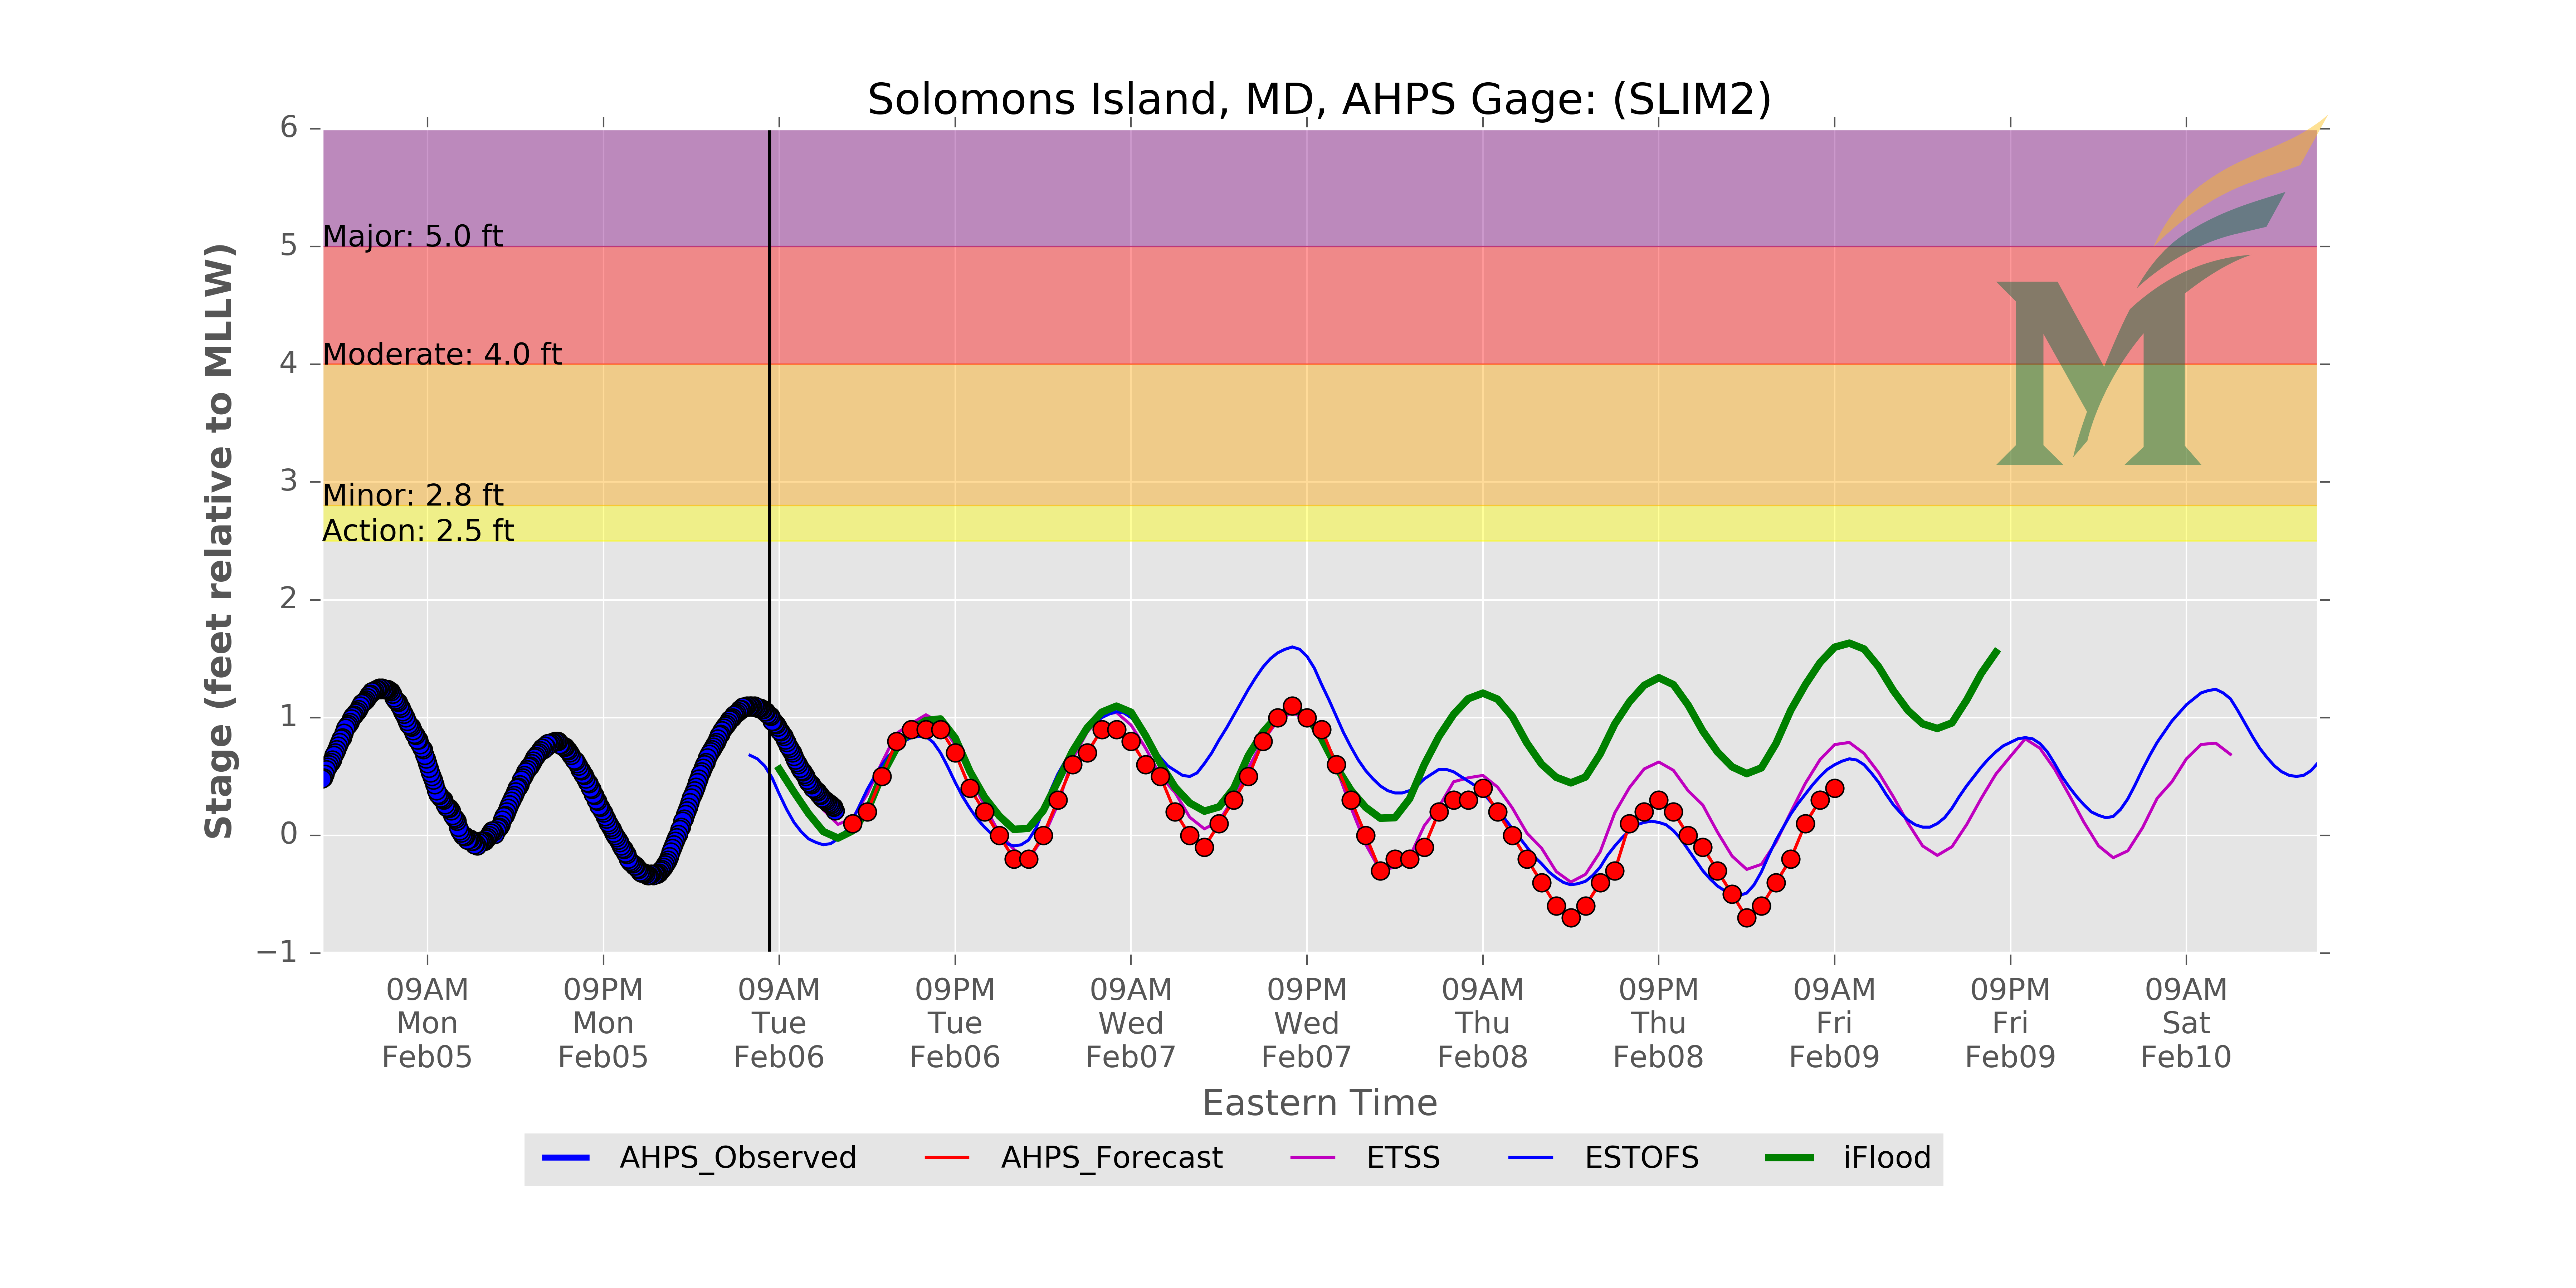 Solomons Island, MD, AHPS Gage: (SLIM2)
Stage (feet relative to MLLW)
6
5
4
3
2
1
0
−1
Major: 5.0 ft
Moderate: 4.0 ft
Minor: 2.8 ft
Action: 2.5 ft
M
09AM 09PM 09AM 09PM 09AM 09PM 09AM 09PM 09AM 09PM 09AM
Mon Mon Tue Tue Wed Wed Thu Thu Fri Fri Sat
Feb05 Feb05 Feb06 Feb06 Feb07 Feb07 Feb08 Feb08 Feb09 Feb09 Feb10
Eastern Time
AHPS_Observed AHPS_Forecast ETSS ESTOFS iFlood